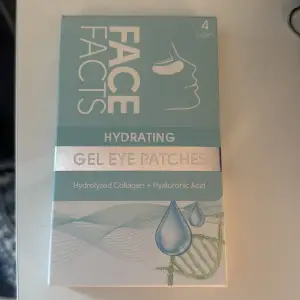 4
FACE
FACTS
HYDRATING
GEL EYE PATCHES
Hydrolyzed Collagen + Hyaluronic Acid